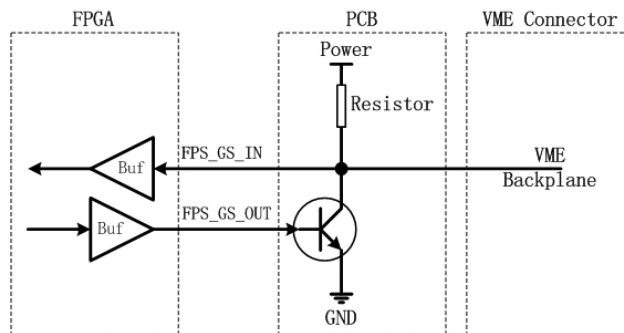 FPGA
PCB
VME Connector
Power
Resistor
Buf
FPS_GS_IN
VME
Backplane
Buf
FPS_GS_OUT
GND